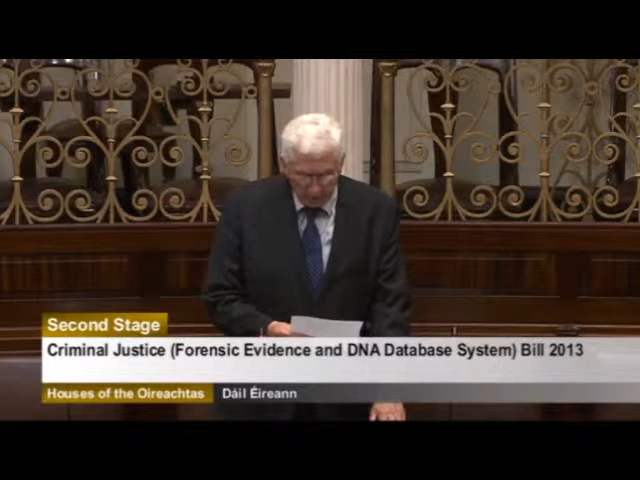 Second Stage
Criminal Justice (Forensic Evidence and DNA Database System) Bill 2013
Houses of the Oireachtas Dáil Éireann